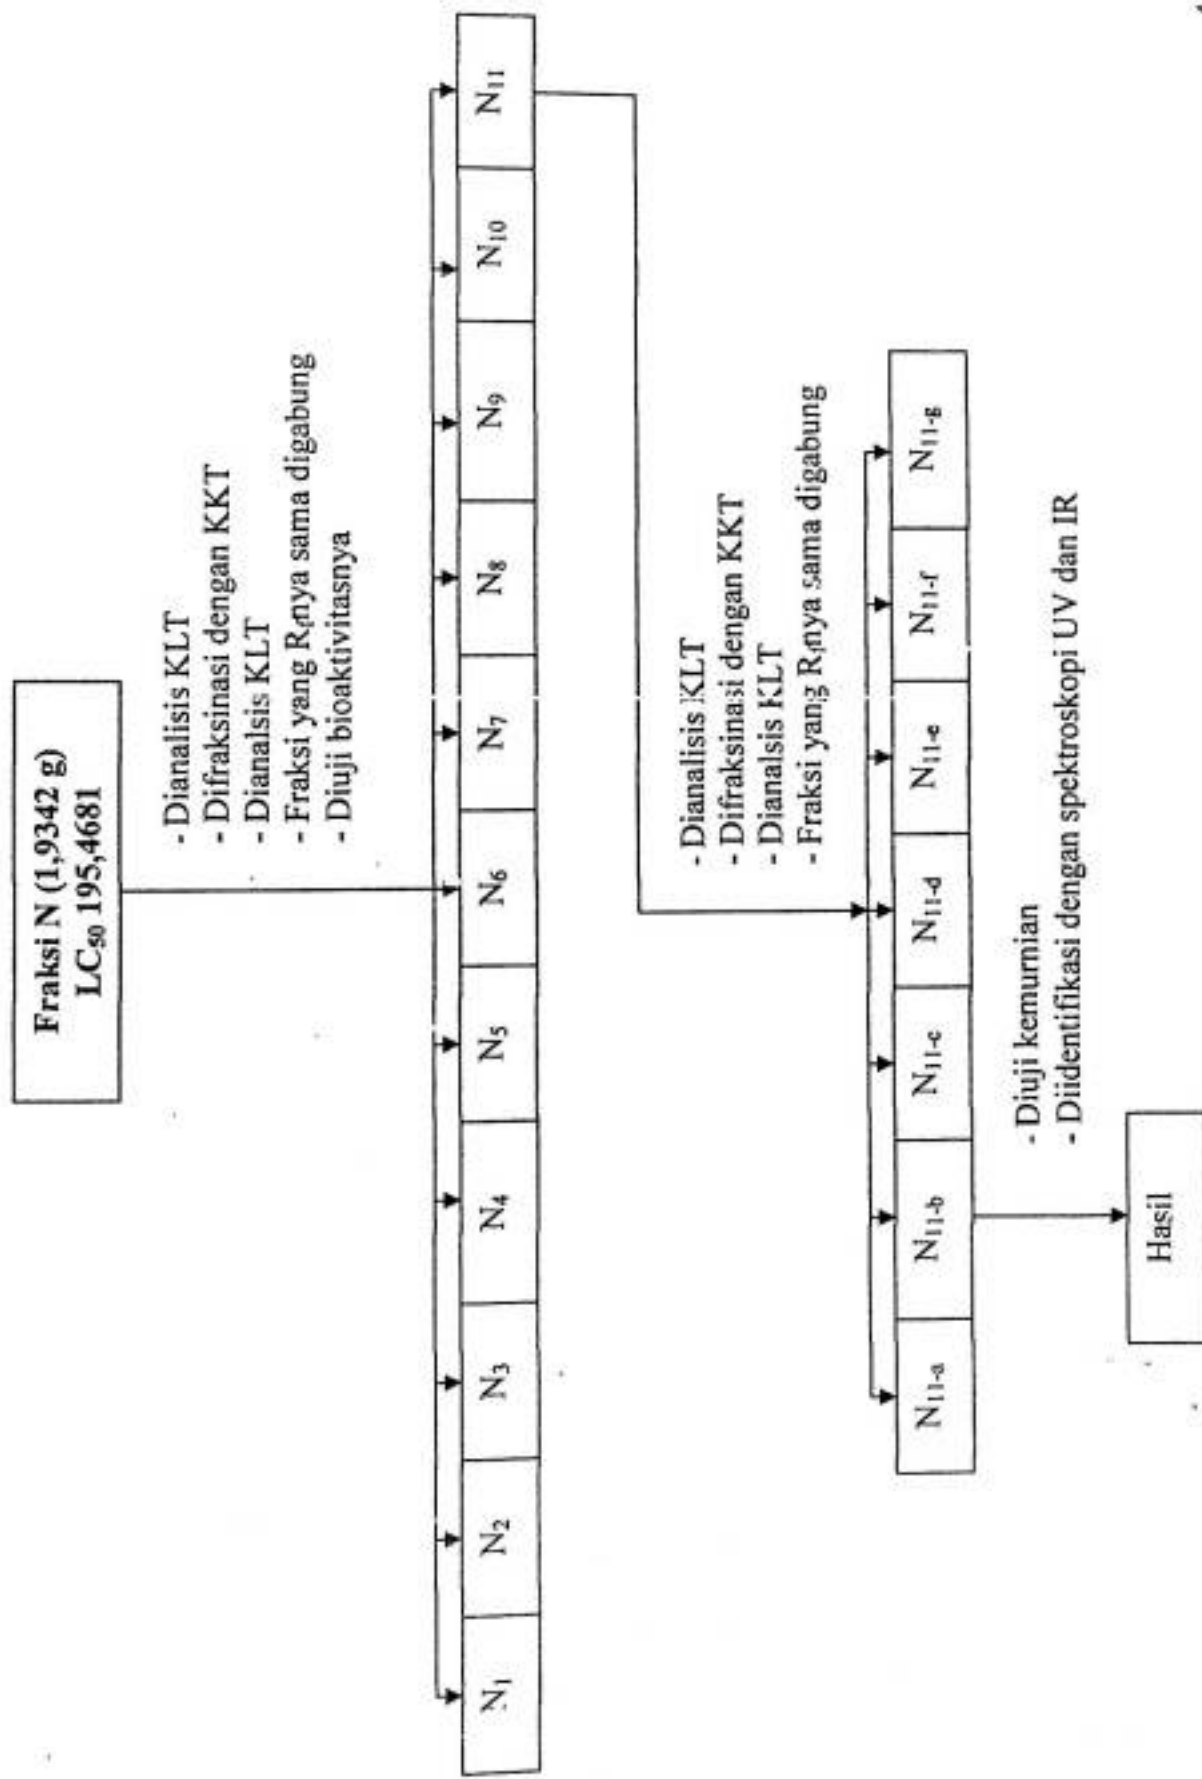 Fraksi N (1,9342 g)
LC₅₀ 195,4681
- Dianalisis KLT
- Difraksinasi dengan KKT
- Dianalsis KLT
- Fraksi yang Rfnya sama digabung
- Diuji bioaktivitasnya
N₁ N₂ N₃ N₄ N₅ N₆ N₇ N₈ N₉ N₁₀ N₁₁
- Dianalisis KLT
- Difraksinasi dengan KKT
- Dianalsis KLT
- Fraksi yang Rfnya sama digabung
N₁₁-a N₁₁-b N₁₁-c N₁₁-d N₁₁-e N₁₁-f N₁₁-g
- Diuji kemurnian
- Diidentifikasi dengan spektroskopi UV dan IR
Hasil